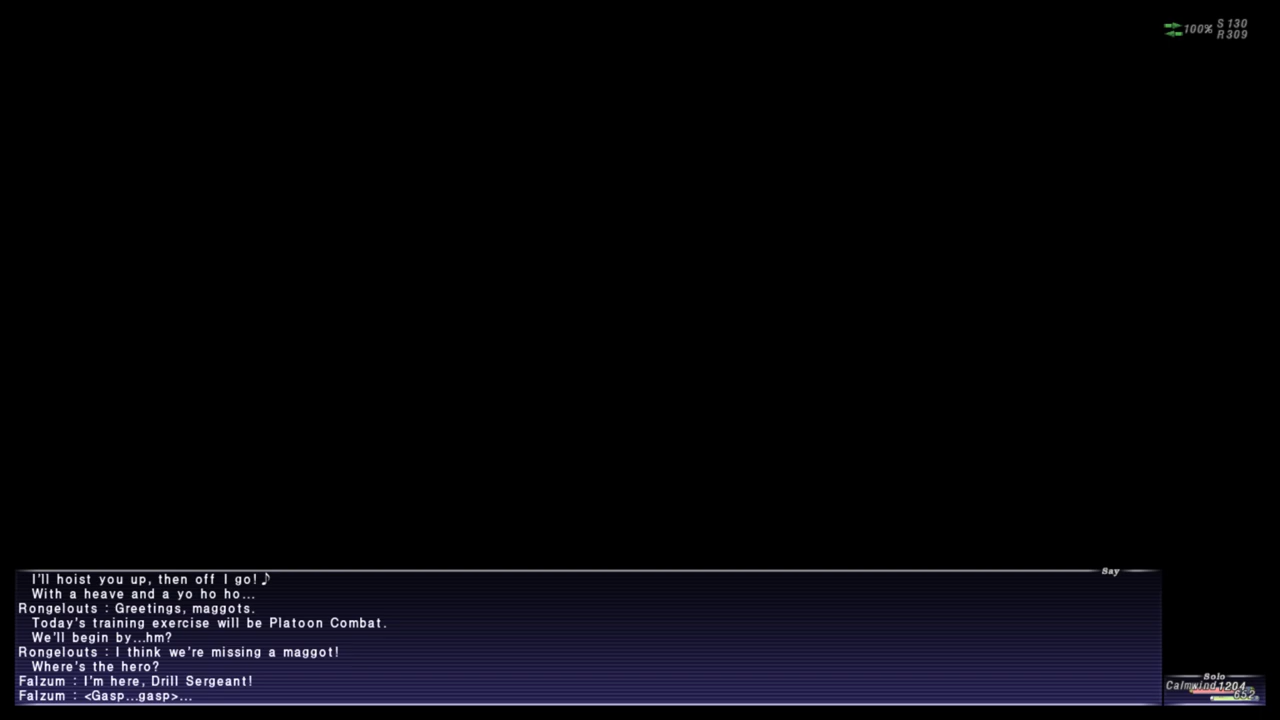 100% S 130
R 309
I'll hoist you up, then off I go!♪
With a heave and a yo ho ho...
Rongelouts : Greetings, maggots.
Today's training exercise will be Platoon Combat.
We'll begin by...hm?
Rongelouts : I think we're missing a maggot!
Where's the hero?
Falzum : I'm here, Drill Sergeant!
Falzum : <Gasp...gasp>...
Say
Solo
Calmwind 1204
652